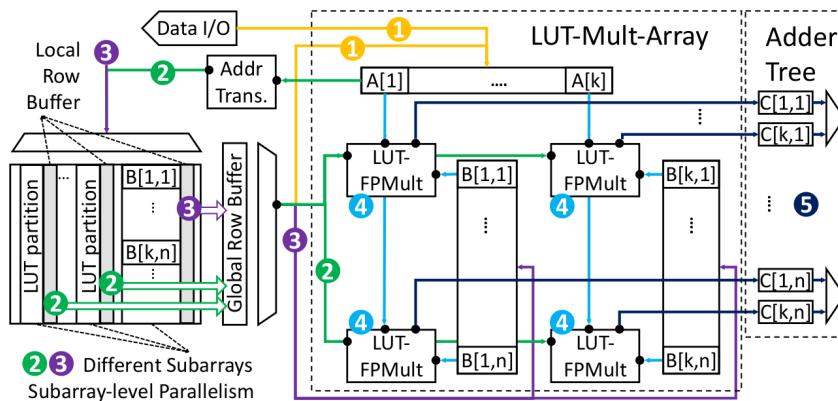 Data I/O
1
1
LUT-Mult-Array
Adder
Tree
Local
Row
Buffer
3
2
Addr
Trans.
A[1]
....
A[k]
C[1,1]
C[k,1]
LUT partition
...
LUT partition
B[1,1]
B[k,n]
3
2
2
Global Row Buffer
LUT-
FPMult
LUT-
FPMult
B[1,1]
B[k,1]
4
4
3
2
5
4
4
LUT-
FPMult
LUT-
FPMult
B[1,n]
B[k,n]
C[1,n]
C[k,n]
2 3 Different Subarrays
Subarray-level Parallelism